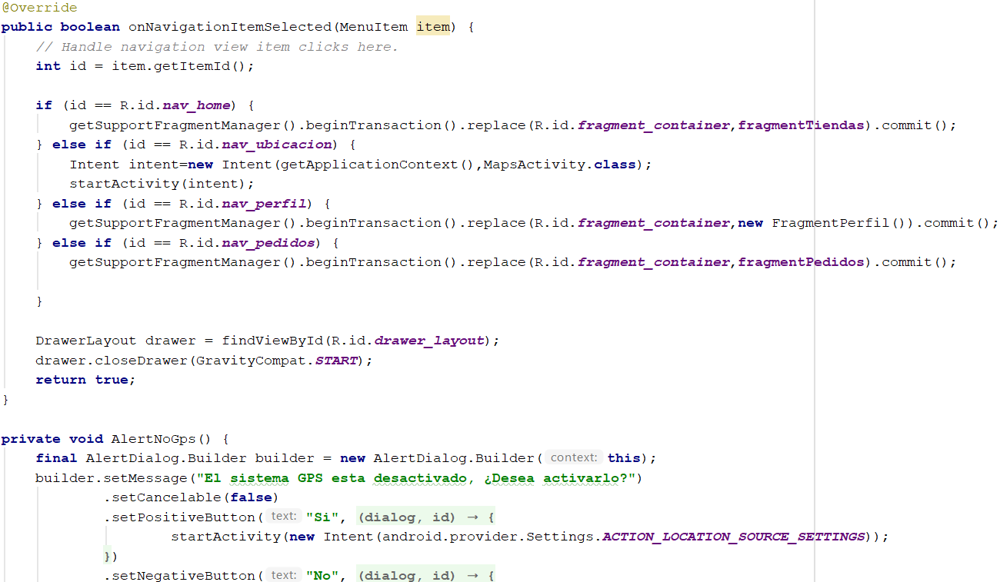 @Override
public boolean onNavigationItemSelected(MenuItem item) {
    // Handle navigation view item clicks here.
    int id = item.getItemId();

    if (id == R.id.nav_home) {
        getSupportFragmentManager().beginTransaction().replace(R.id.fragment_container,fragmentTiendas).commit();
    } else if (id == R.id.nav_ubicacion) {
        Intent intent=new Intent(getApplicationContext(),MapsActivity.class);
        startActivity(intent);
    } else if (id == R.id.nav_perfil) {
        getSupportFragmentManager().beginTransaction().replace(R.id.fragment_container,new FragmentPerfil()).commit();
    } else if (id == R.id.nav_pedidos) {
        getSupportFragmentManager().beginTransaction().replace(R.id.fragment_container,fragmentPedidos).commit();

    }

    DrawerLayout drawer = findViewById(R.id.drawer_layout);
    drawer.closeDrawer(GravityCompat.START);
    return true;
}

private void AlertNoGps() {
    final AlertDialog.Builder builder = new AlertDialog.Builder( context: this);
    builder.setMessage("El sistema GPS esta desactivado, ¿Desea activarlo?")
            .setCancelable(false)
            .setPositiveButton( text: "Si", (dialog, id) → {
                    startActivity(new Intent(android.provider.Settings.ACTION_LOCATION_SOURCE_SETTINGS));
            })
            .setNegativeButton( text: "No", (dialog, id) → {